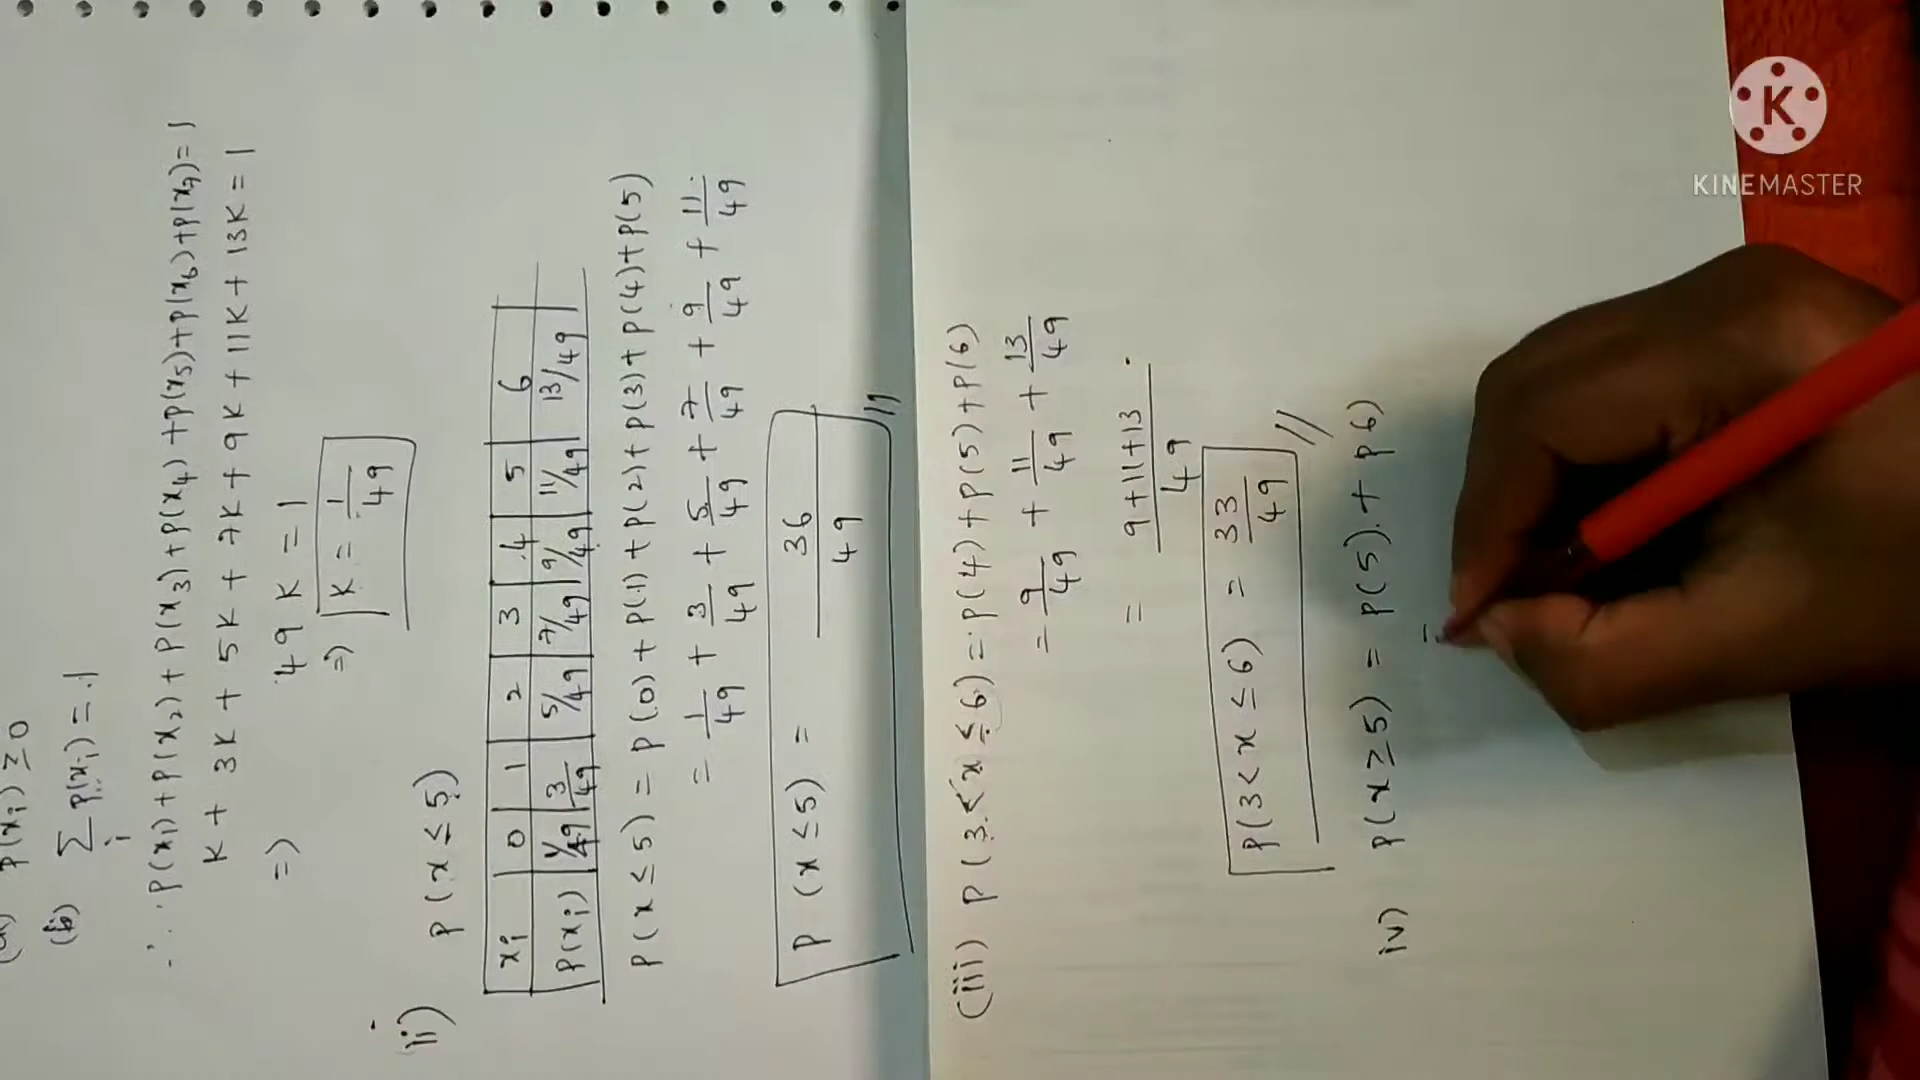 (a) P(xi) ≥ 0
(b) ∑ P(xi) = 1
i
∴ P(x1) + P(x2) + P(x3) + P(x4) + P(x5) + P(x6) + P(x7) = 1
K + 3K + 5K + 7K + 9K + 11K + 13K = 1
=> 49 K = 1
=> K = 1/49
ii) P(x ≤ 5)
xi | 0 | 1 | 2 | 3 | 4 | 5 | 6
P(xi) | 1/49 | 3/49 | 5/49 | 7/49 | 9/49 | 11/49 | 13/49
P(x ≤ 5) = P(0) + P(1) + P(2) + P(3) + P(4) + P(5)
= 1/49 + 3/49 + 5/49 + 7/49 + 9/49 + 11/49
P(x ≤ 5) = 36/49
(iii) P(3 < x ≤ 6) = P(4) + P(5) + P(6)
= 9/49 + 11/49 + 13/49
= 9+11+13/49
P(3 < x ≤ 6) = 33/49
iv) P(x ≥ 5) = P(5) + P6)
K
KINEMASTER